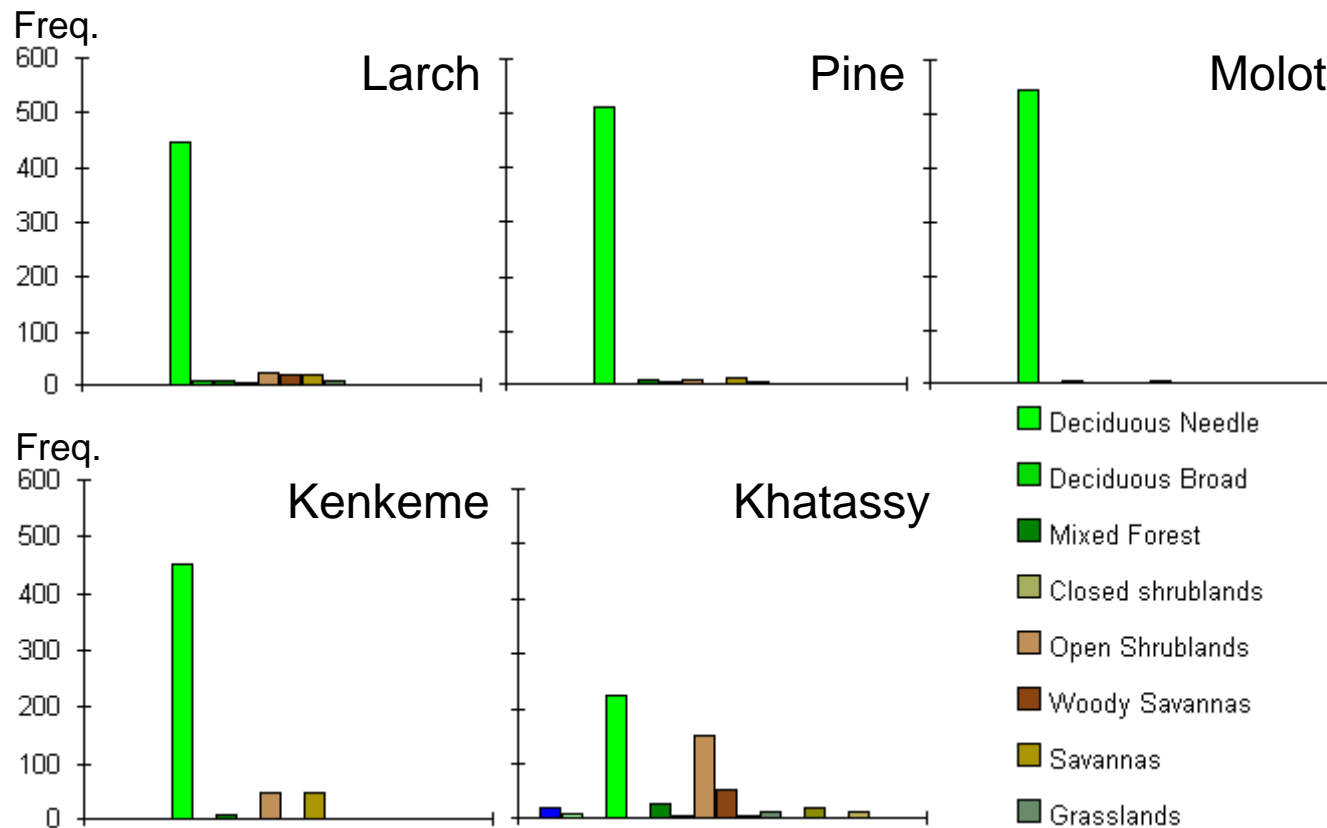 Freq.
Larch
600
500
400
300
200
100
0
Pine
Molot
Freq.
Kenkeme
600
500
400
300
200
100
0
Khatassy
Deciduous Needle
Deciduous Broad
Mixed Forest
Closed shrublands
Open Shrublands
Woody Savannas
Savannas
Grasslands